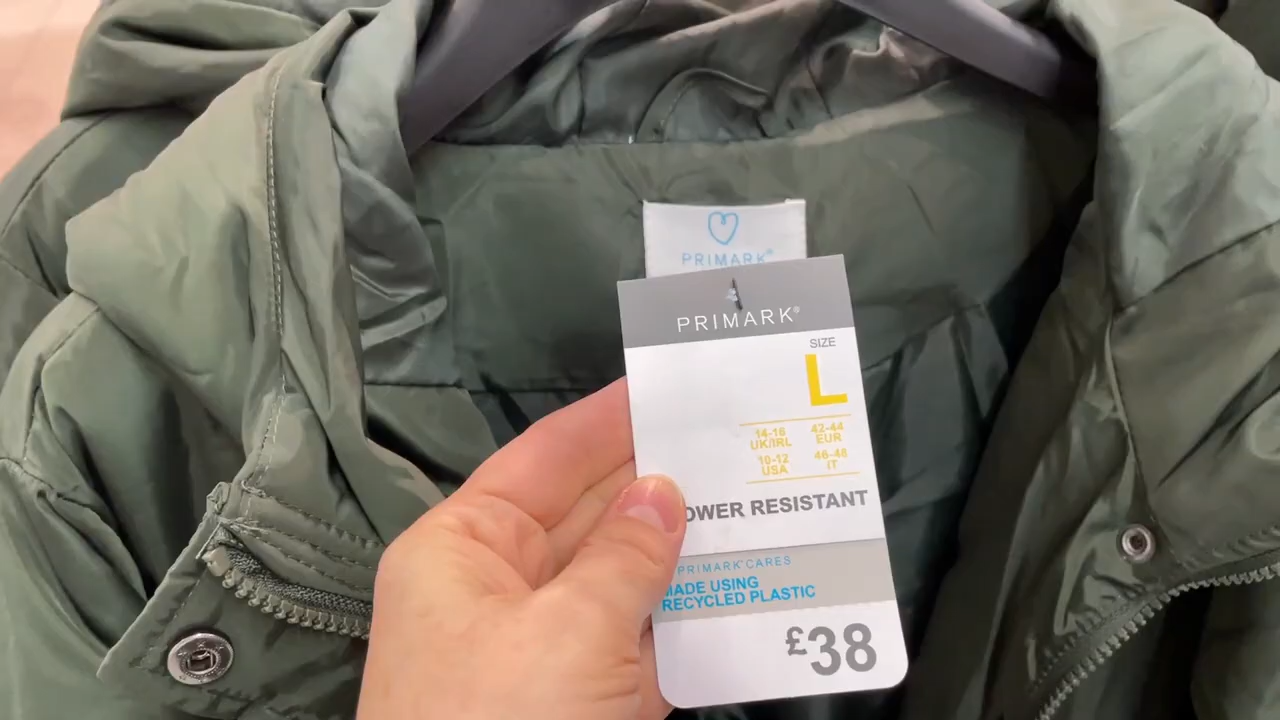 PRIMARK®
PRIMARK®
SIZE
L
14-16 42-44
UK/IRL EUR
10-12 46-48
USA IT
OWER RESISTANT
PRIMARK CARES
MADE USING
RECYCLED PLASTIC
£38